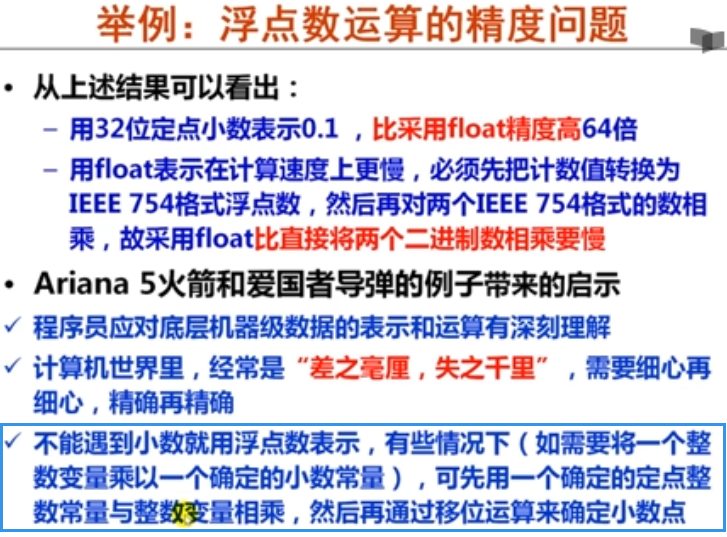 举例：浮点数运算的精度问题
• 从上述结果可以看出：
– 用32位定点小数表示0.1 ，比采用float精度高64倍
– 用float表示在计算速度上更慢，必须先把计数值转换为
IEEE 754格式浮点数，然后再对两个IEEE 754格式的数相
乘，故采用float比直接将两个二进制数相乘要慢
• Ariana 5火箭和爱国者导弹的例子带来的启示
✓ 程序员应对底层机器级数据的表示和运算有深刻理解
✓ 计算机世界里，经常是“差之毫厘，失之千里”，需要细心再
细心，精确再精确
✓ 不能遇到小数就用浮点数表示，有些情况下（如需要将一个整
数变量乘以一个确定的小数常量），可先用一个确定的定点整
数常量与整数变量相乘，然后再通过移位运算来确定小数点